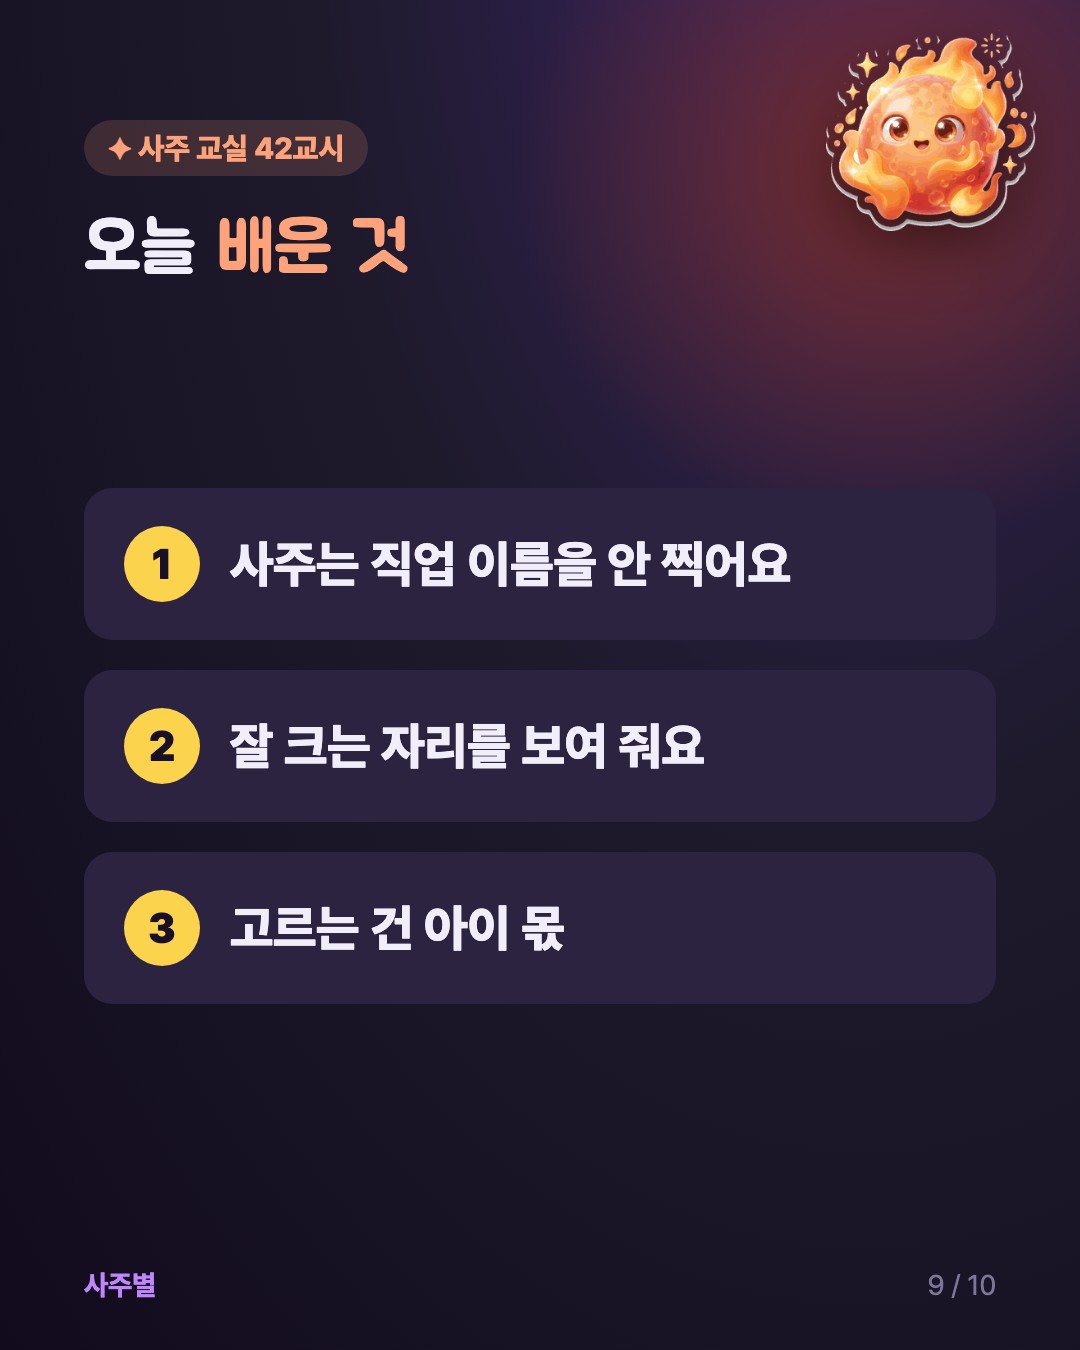 ✦ 사주 교실 42교시
오늘 배운 것
1 사주는 직업 이름을 안 찍어요
2 잘 크는 자리를 보여 줘요
3 고르는 건 아이 몫
사주별
9 / 10